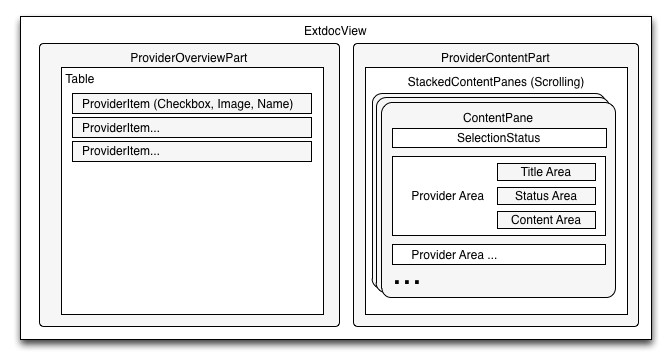 ExtdocView
ProviderOverviewPart
Table
ProviderItem (Checkbox, Image, Name)
ProviderItem...
ProviderItem...
ProviderContentPart
StackedContentPanes (Scrolling)
ContentPane
SelectionStatus
Provider Area
Title Area
Status Area
Content Area
Provider Area ...
...